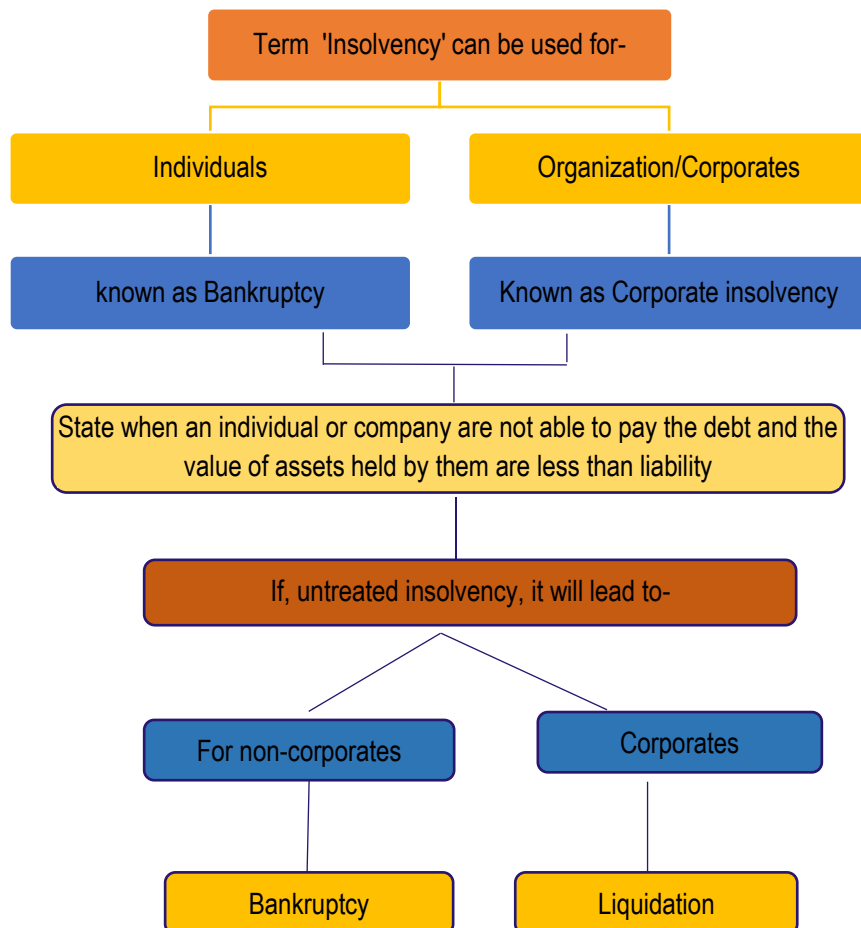 Term 'Insolvency' can be used for-
Individuals
Organization/Corporates
known as Bankruptcy
Known as Corporate insolvency
State when an individual or company are not able to pay the debt and the
value of assets held by them are less than liability
If, untreated insolvency, it will lead to-
For non-corporates
Corporates
Bankruptcy
Liquidation